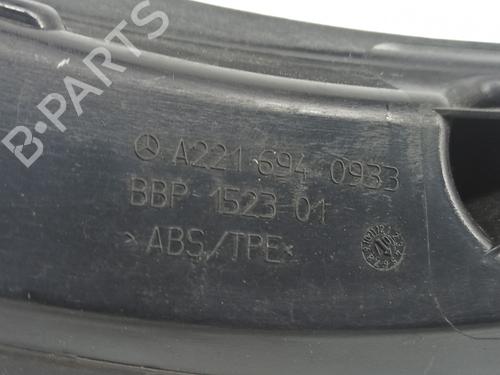 B-PARTS
A221 694 0933
BBP 1523 01
>ABS/TPE<